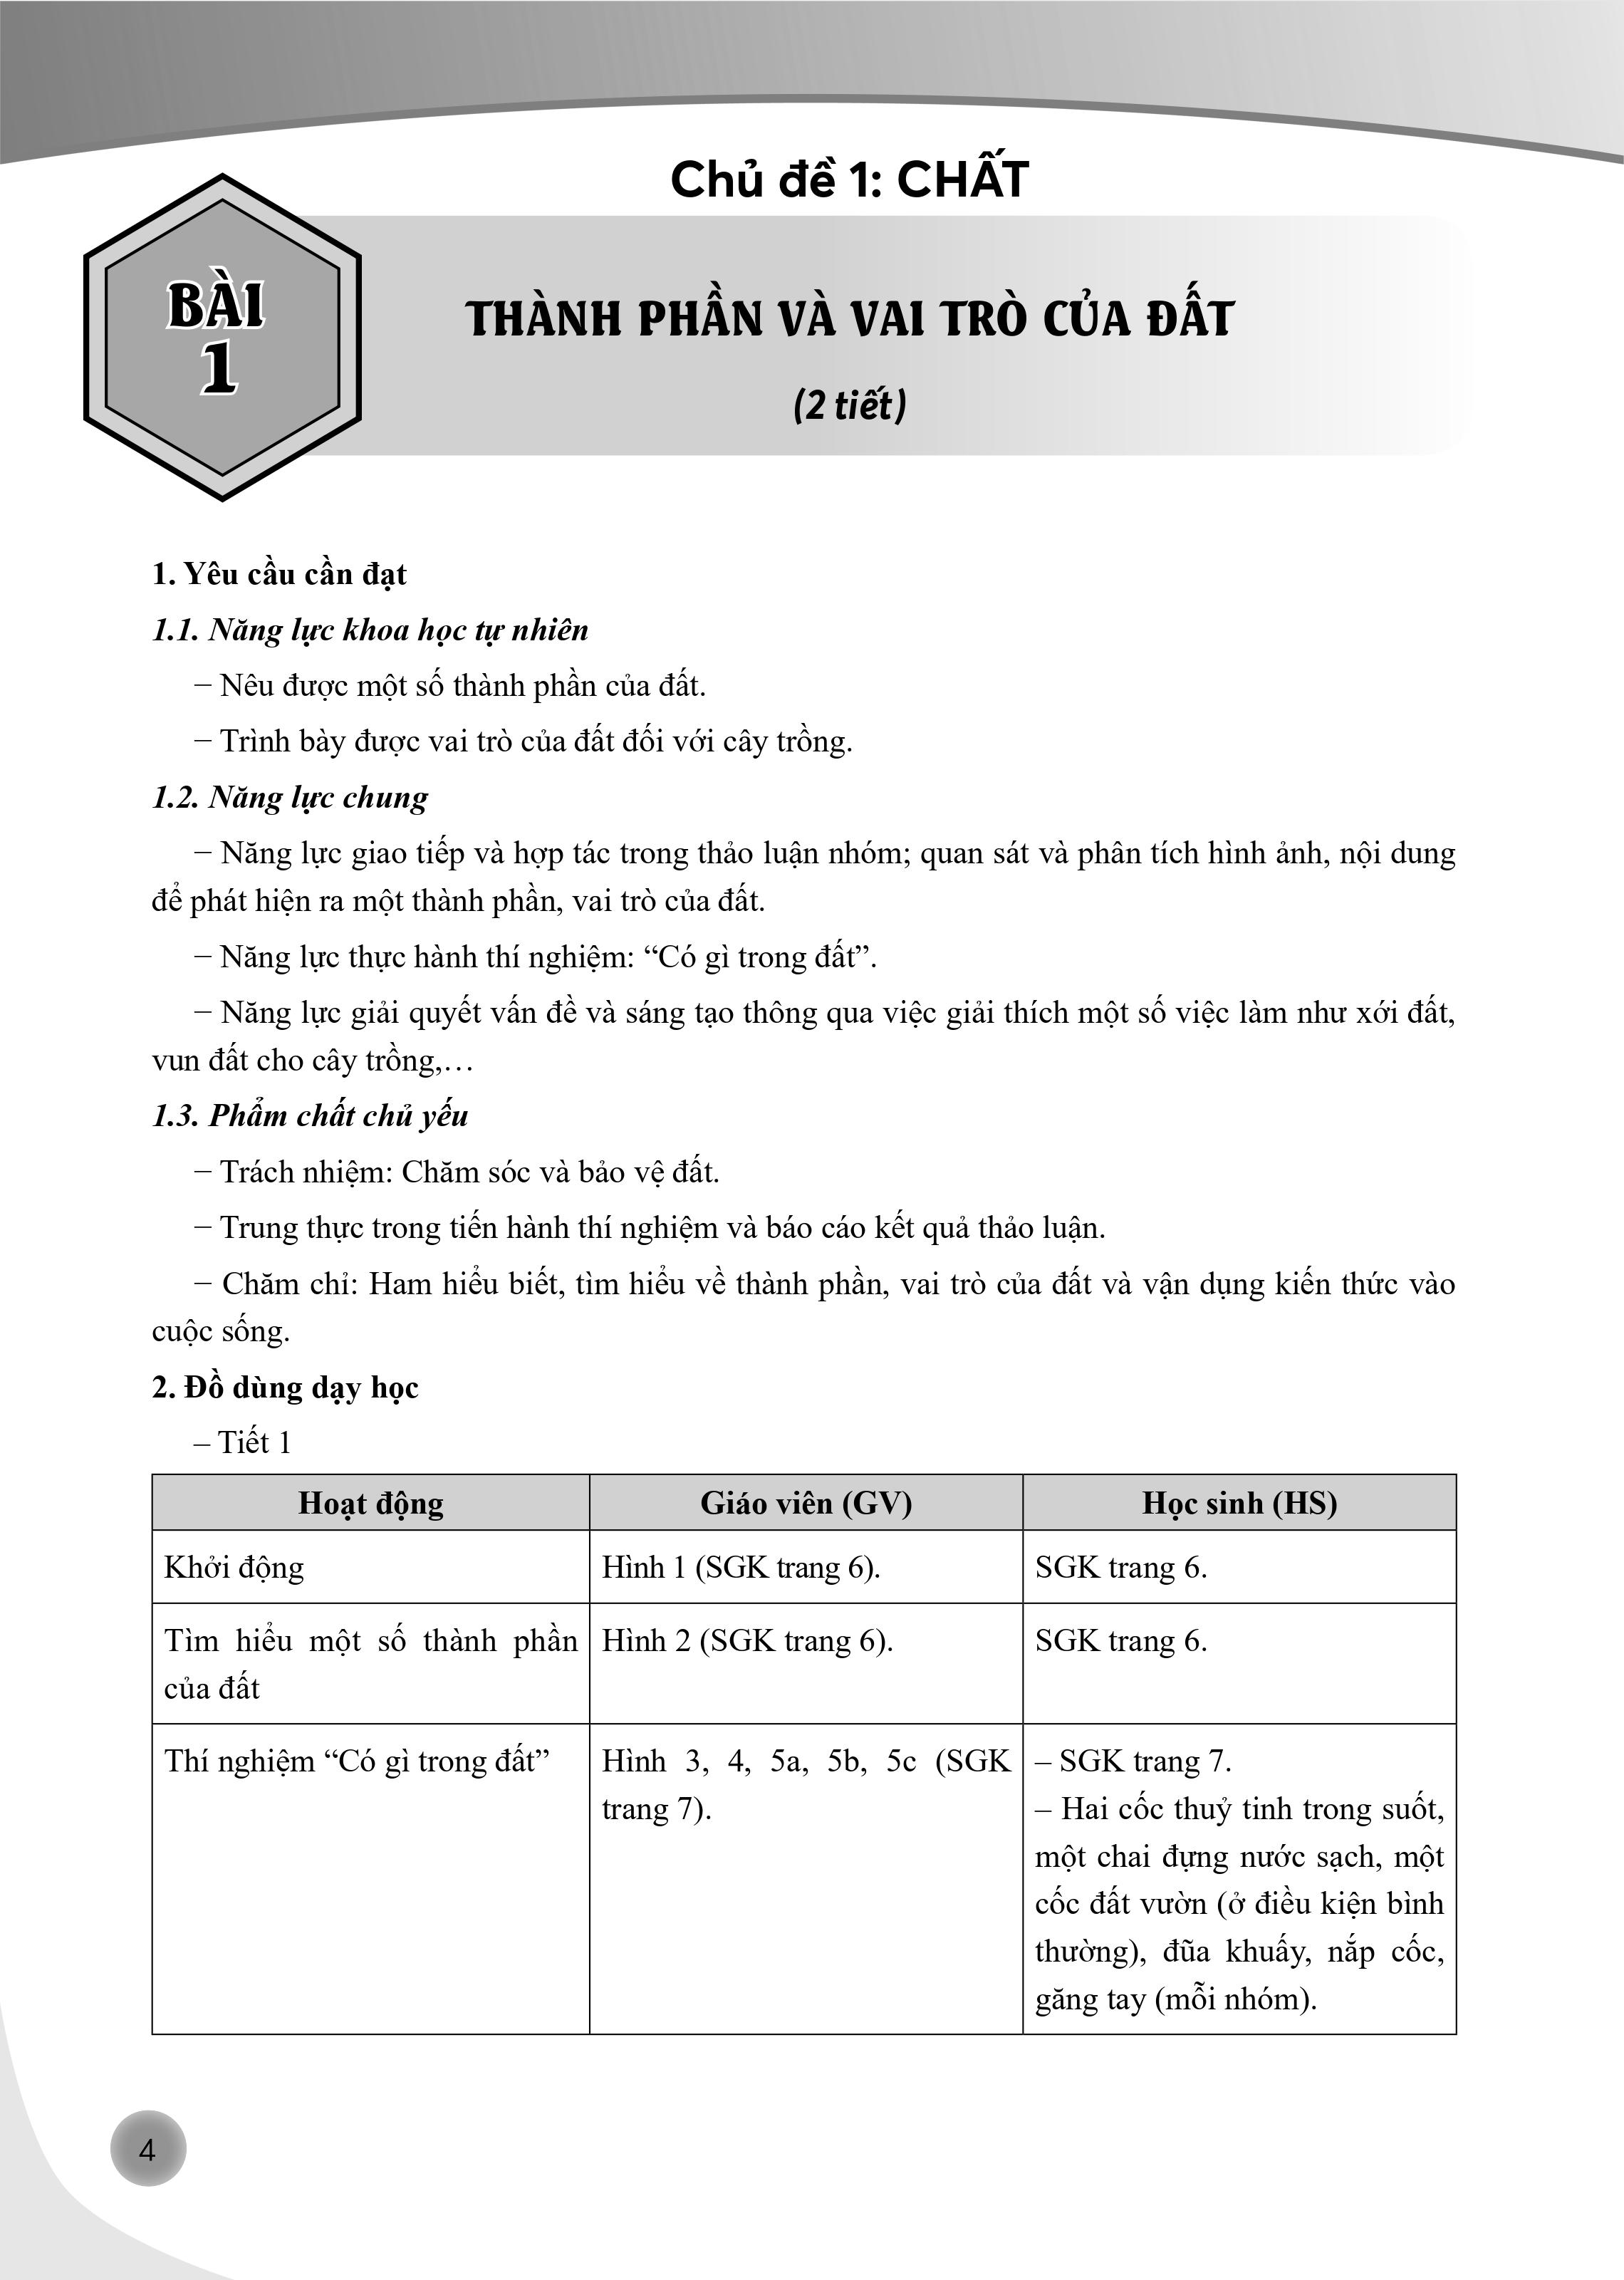 Chủ đề 1: CHẤT
BÀI
1
THÀNH PHẦN VÀ VAI TRÒ CỦA ĐẤT
(2 tiết)
1. Yêu cầu cần đạt
1.1. Năng lực khoa học tự nhiên
– Nêu được một số thành phần của đất.
– Trình bày được vai trò của đất đối với cây trồng.
1.2. Năng lực chung
– Năng lực giao tiếp và hợp tác trong thảo luận nhóm; quan sát và phân tích hình ảnh, nội dung
để phát hiện ra một thành phần, vai trò của đất.
– Năng lực thực hành thí nghiệm: “Có gì trong đất”.
– Năng lực giải quyết vấn đề và sáng tạo thông qua việc giải thích một số việc làm như xới đất,
vun đất cho cây trồng,…
1.3. Phẩm chất chủ yếu
– Trách nhiệm: Chăm sóc và bảo vệ đất.
– Trung thực trong tiến hành thí nghiệm và báo cáo kết quả thảo luận.
– Chăm chỉ: Ham hiểu biết, tìm hiểu về thành phần, vai trò của đất và vận dụng kiến thức vào
cuộc sống.
2. Đồ dùng dạy học
– Tiết 1
Hoạt động
Giáo viên (GV)
Học sinh (HS)
Khởi động
Hình 1 (SGK trang 6).
SGK trang 6.
Tìm hiểu một số thành phần
của đất
Hình 2 (SGK trang 6).
SGK trang 6.
Thí nghiệm “Có gì trong đất”
Hình 3, 4, 5a, 5b, 5c (SGK
trang 7).
– SGK trang 7.
– Hai cốc thuỷ tinh trong suốt,
một chai đựng nước sạch, một
cốc đất vườn (ở điều kiện bình
thường), đũa khuấy, nắp cốc,
găng tay (mỗi nhóm).
4